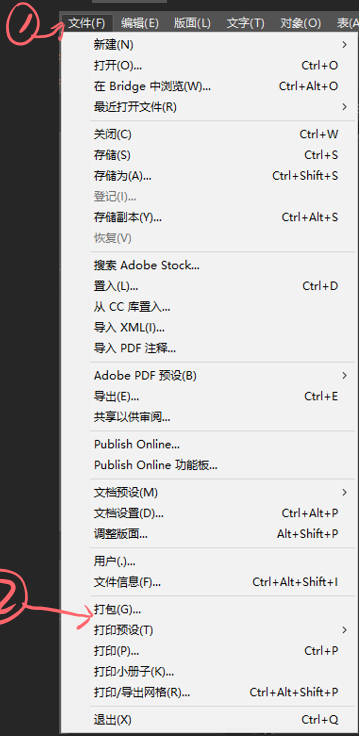 ① 文件(F) 编辑(E) 版面(L) 文字(T) 对象(O) 表(A
新建(N)
打开(O)... Ctrl+O
在 Bridge 中浏览(W)... Ctrl+Alt+O
最近打开文件(R)
关闭(C) Ctrl+W
存储(S) Ctrl+S
存储为(A)... Ctrl+Shift+S
登记(I)...
存储副本(Y)... Ctrl+Alt+S
恢复(V)
搜索 Adobe Stock...
置入(L)... Ctrl+D
从 CC 库置入...
导入 XML(I)...
导入 PDF 注释...
Adobe PDF 预设(B)
导出(E)... Ctrl+E
共享以供审阅...
Publish Online...
Publish Online 功能板...
文档预设(M)
文档设置(D)... Ctrl+Alt+P
调整版面... Alt+Shift+P
用户(.)...
文件信息(F)... Ctrl+Alt+Shift+I
② 打包(G)...
打印预设(T)
打印(P)... Ctrl+P
打印小册子(K)...
打印/导出网格(R)... Ctrl+Alt+Shift+P
退出(X) Ctrl+Q